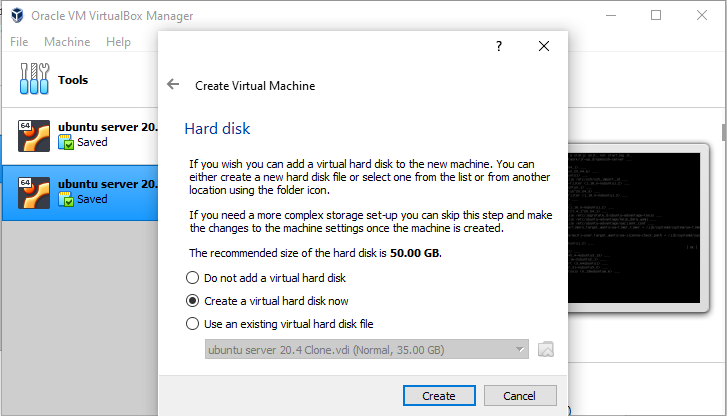 Oracle VM VirtualBox Manager
File Machine Help
Tools
64
ubuntu server 20.
Saved
64
ubuntu server 20.
Saved
?
Create Virtual Machine
Hard disk
If you wish you can add a virtual hard disk to the new machine. You can
either create a new hard disk file or select one from the list or from another
location using the folder icon.
If you need a more complex storage set-up you can skip this step and make
the changes to the machine settings once the machine is created.
The recommended size of the hard disk is 50.00 GB.
Do not add a virtual hard disk
Create a virtual hard disk now
Use an existing virtual hard disk file
ubuntu server 20.4 Clone.vdi (Normal, 35.00 GB)
Create
Cancel